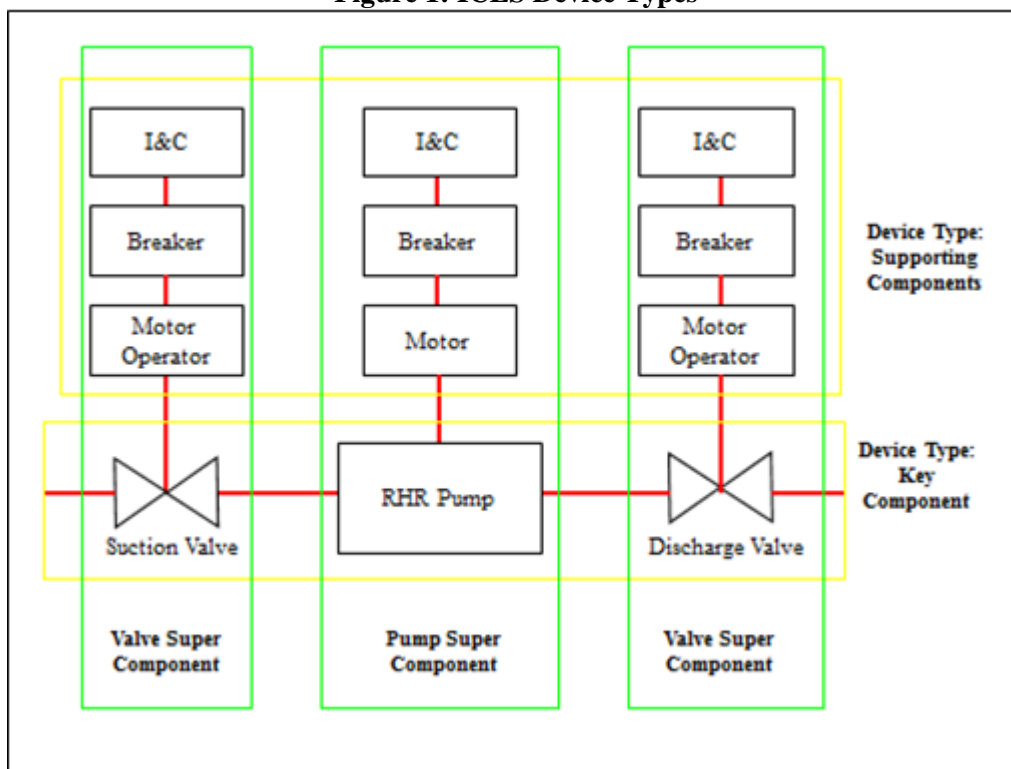 Figure 1: ICES Device Types
I&C
I&C
I&C
Breaker
Breaker
Breaker
Device Type:
Supporting
Components
Motor
Operator
Motor
Motor
Operator
RHR Pump
Device Type:
Key
Component
Suction Valve
Discharge Valve
Valve Super
Component
Pump Super
Component
Valve Super
Component